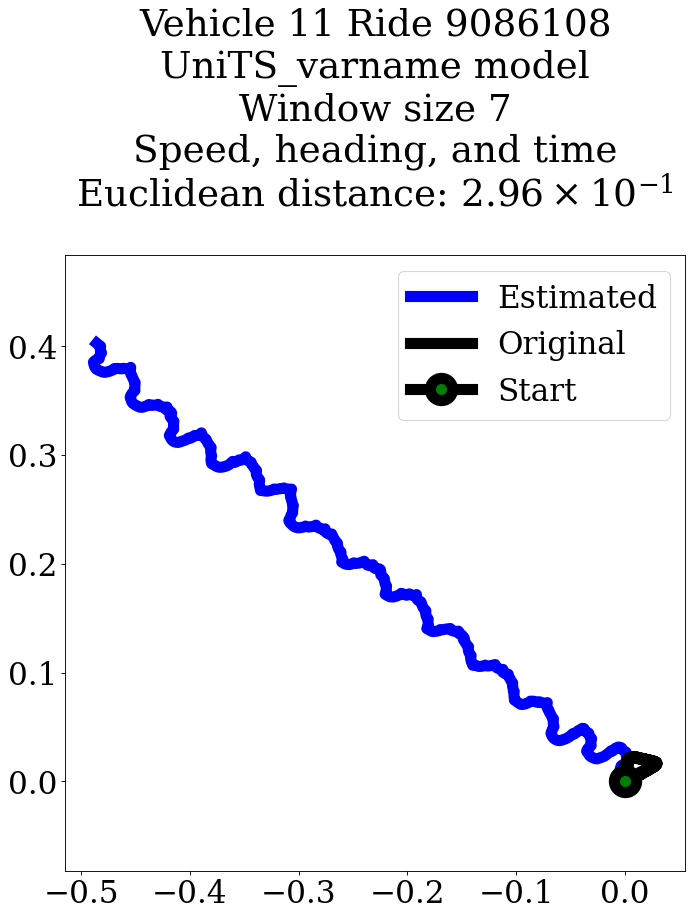 Vehicle 11 Ride 9086108
UniTS_varname model
Window size 7
Speed, heading, and time
Euclidean distance: 2.96 × 10⁻¹
Estimated
Original
Start
0.4
0.3
0.2
0.1
0.0
−0.5 −0.4 −0.3 −0.2 −0.1 0.0